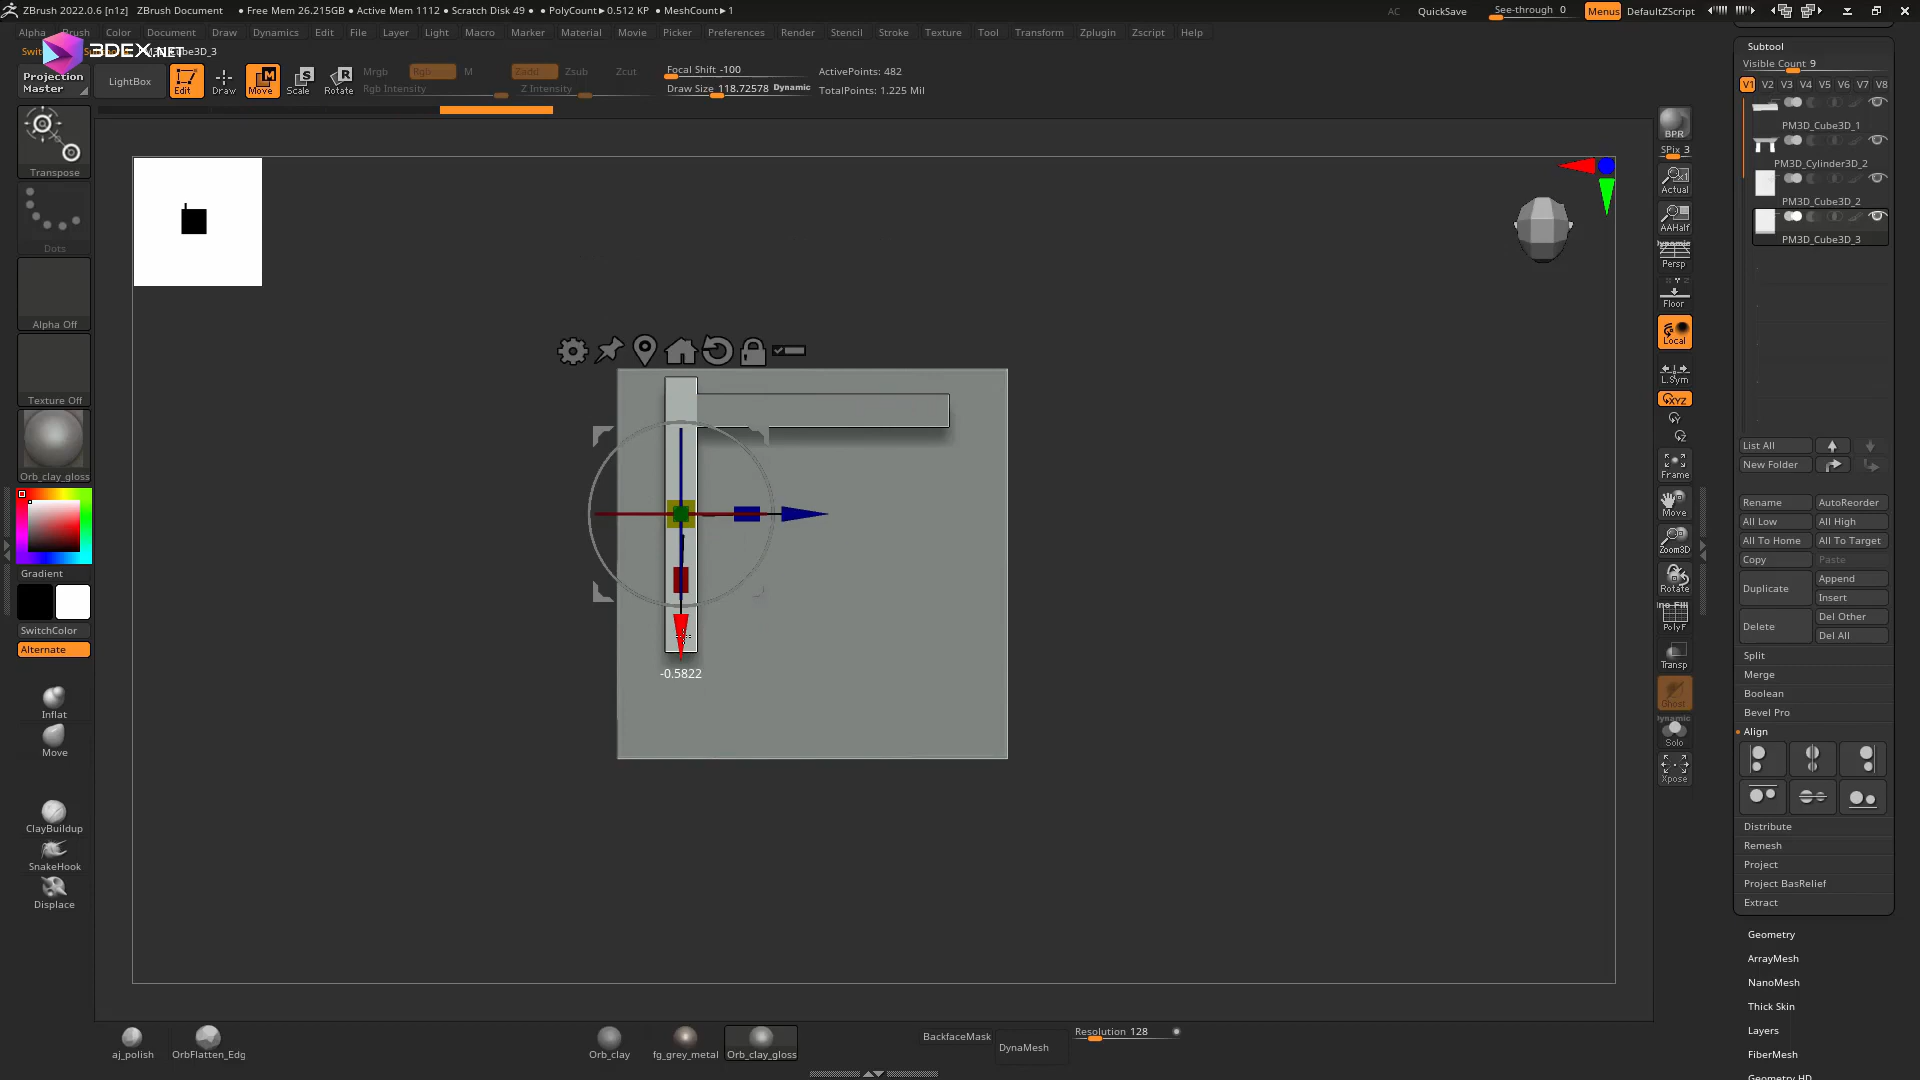 ZBrush 2022.0.6 [n1z] ZBrush Document • Free Mem 26.215GB • Active Mem 1112 • Scratch Disk 49 • PolyCount▸0.512 KP • MeshCount▸1 AC QuickSave See-through 0 Menus DefaultZScript
Alpha Brush Color Document Draw Dynamics Edit File Layer Light Macro Marker Material Movie Picker Preferences Render Stencil Stroke Texture Tool Transform Zplugin Zscript Help
3DEX.NET
Projection Master
LightBox
Edit
Draw
Move
Scale
Rotate
Mrgb Rgb M Zadd Zsub Zcut
Rgb Intensity Z Intensity
Focal Shift -100
Draw Size 118.72578 Dynamic
ActivePoints: 482
TotalPoints: 1.225 Mil
Transpose
Dots
Alpha Off
Texture Off
Orb_clay_gloss
Gradient
SwitchColor
Alternate
Inflat
Move
ClayBuildup
SnakeHook
Displace
-0.5822
aj_polish
OrbFlatten_Edg
Orb_clay
fg_grey_metal
Orb_clay_gloss
BackfaceMask
DynaMesh
Resolution 128
BPR
SPix 3
Actual
AAHalf
Dynamic
Persp
Floor
Local
L.Sym
XYZ
Frame
Move
Zoom3D
Rotate
PolyF
Transp
Ghost
Dynamic
Solo
Xpose
Subtool
Visible Count 9
V1 V2 V3 V4 V5 V6 V7 V8
PM3D_Cube3D_1
PM3D_Cylinder3D_2
PM3D_Cube3D_2
PM3D_Cube3D_3
List All
New Folder
Rename AutoReorder
All Low All High
All To Home All To Target
Copy Paste
Duplicate Append
Insert
Delete Del Other
Del All
Split
Merge
Boolean
Bevel Pro
Align
Distribute
Remesh
Project
Project BasRelief
Extract
Geometry
ArrayMesh
NanoMesh
Thick Skin
Layers
FiberMesh
Geometry HD